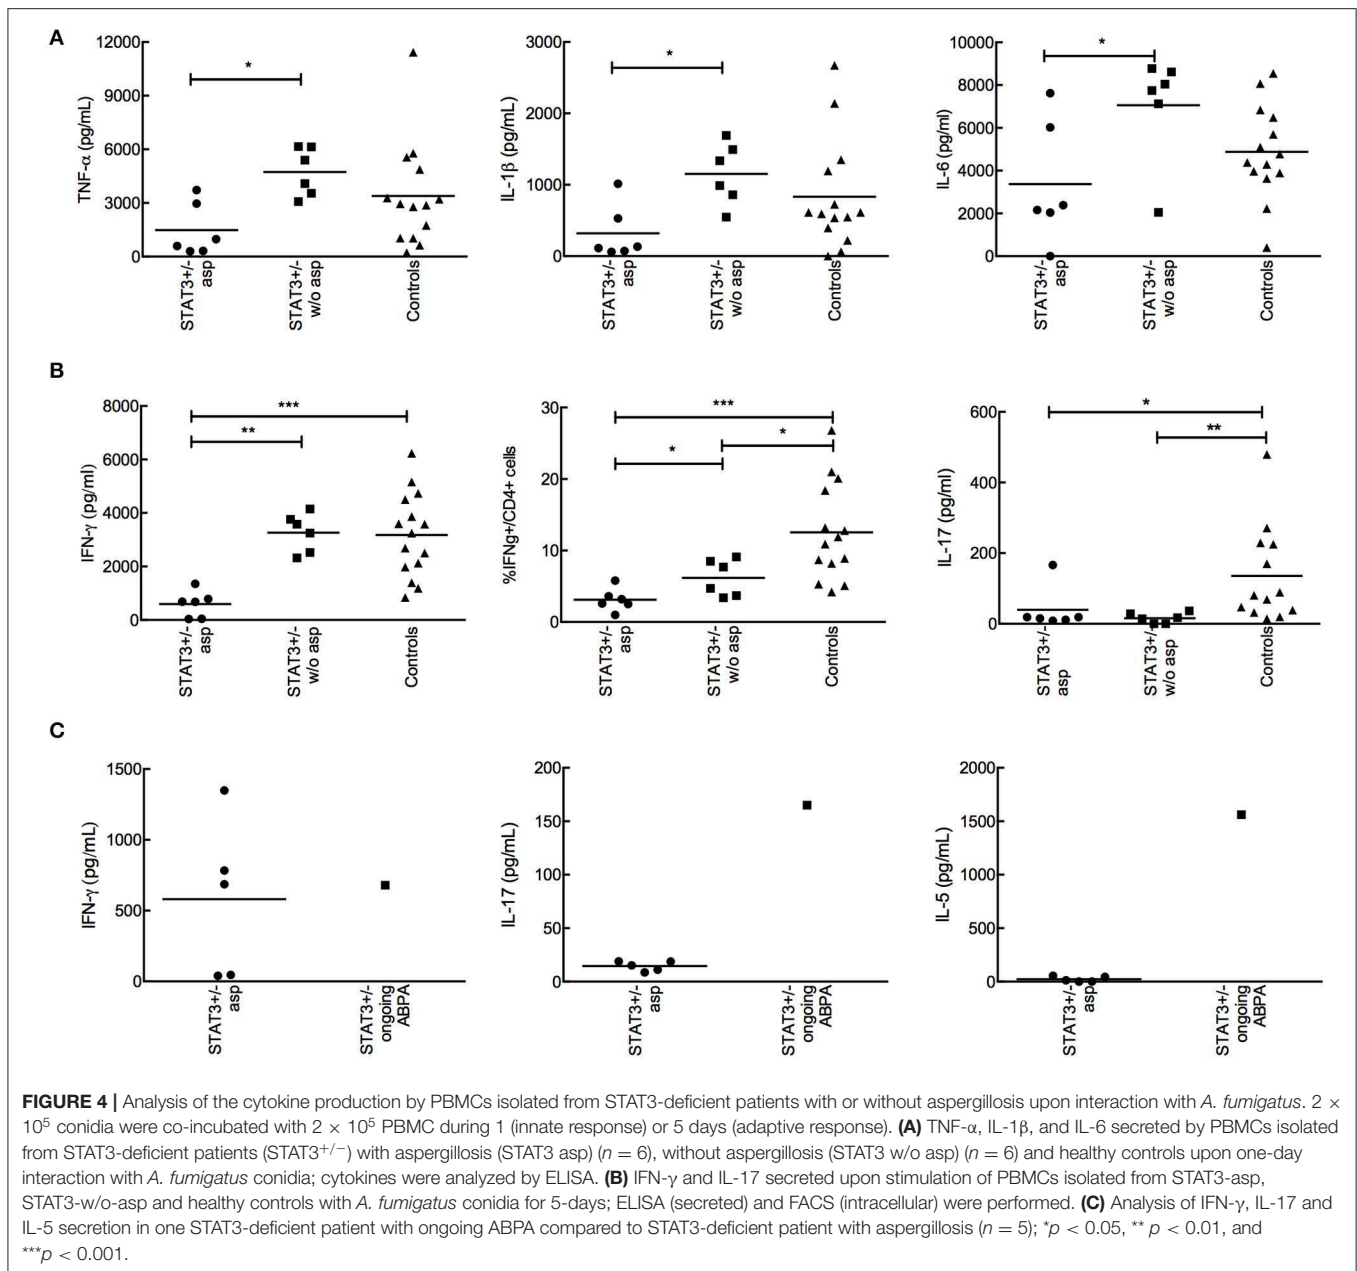 A
12000
9000
6000
3000
0
TNF-α (pg/mL)
*
STAT3+/-
asp
STAT3+/-
w/o asp
Controls
3000
2000
1000
0
IL-1β (pg/mL)
*
STAT3+/-
asp
STAT3+/-
w/o asp
Controls
10000
8000
6000
4000
2000
0
IL-6 (pg/ml)
*
STAT3+/-
asp
STAT3+/-
w/o asp
Controls
B
8000
6000
4000
2000
0
IFN-γ (pg/ml)
***
**
STAT3+/-
asp
STAT3+/-
w/o asp
Controls
30
20
10
0
%IFNg+/CD4+ cells
***
*
*
STAT3+/-
asp
STAT3+/-
w/o asp
Controls
600
400
200
0
IL-17 (pg/ml)
*
**
STAT3+/-
asp
STAT3+/-
w/o asp
Controls
C
1500
1000
500
0
IFN-γ (pg/mL)
STAT3+/-
asp
STAT3+/-
ongoing
ABPA
200
150
100
50
0
IL-17 (pg/mL)
STAT3+/-
asp
STAT3+/-
ongoing
ABPA
2000
1500
1000
500
0
IL-5 (pg/mL)
STAT3+/-
asp
STAT3+/-
ongoing
ABPA
FIGURE 4 | Analysis of the cytokine production by PBMCs isolated from STAT3-deficient patients with or without aspergillosis upon interaction with A. fumigatus. 2 ×
10⁵ conidia were co-incubated with 2 × 10⁵ PBMC during 1 (innate response) or 5 days (adaptive response). (A) TNF-α, IL-1β, and IL-6 secreted by PBMCs isolated
from STAT3-deficient patients (STAT3⁺/⁻) with aspergillosis (STAT3 asp) (n = 6), without aspergillosis (STAT3 w/o asp) (n = 6) and healthy controls upon one-day
interaction with A. fumigatus conidia; cytokines were analyzed by ELISA. (B) IFN-γ and IL-17 secreted upon stimulation of PBMCs isolated from STAT3-asp,
STAT3-w/o-asp and healthy controls with A. fumigatus conidia for 5-days; ELISA (secreted) and FACS (intracellular) were performed. (C) Analysis of IFN-γ, IL-17 and
IL-5 secretion in one STAT3-deficient patient with ongoing ABPA compared to STAT3-deficient patient with aspergillosis (n = 5); *p < 0.05, ** p < 0.01, and
***p < 0.001.